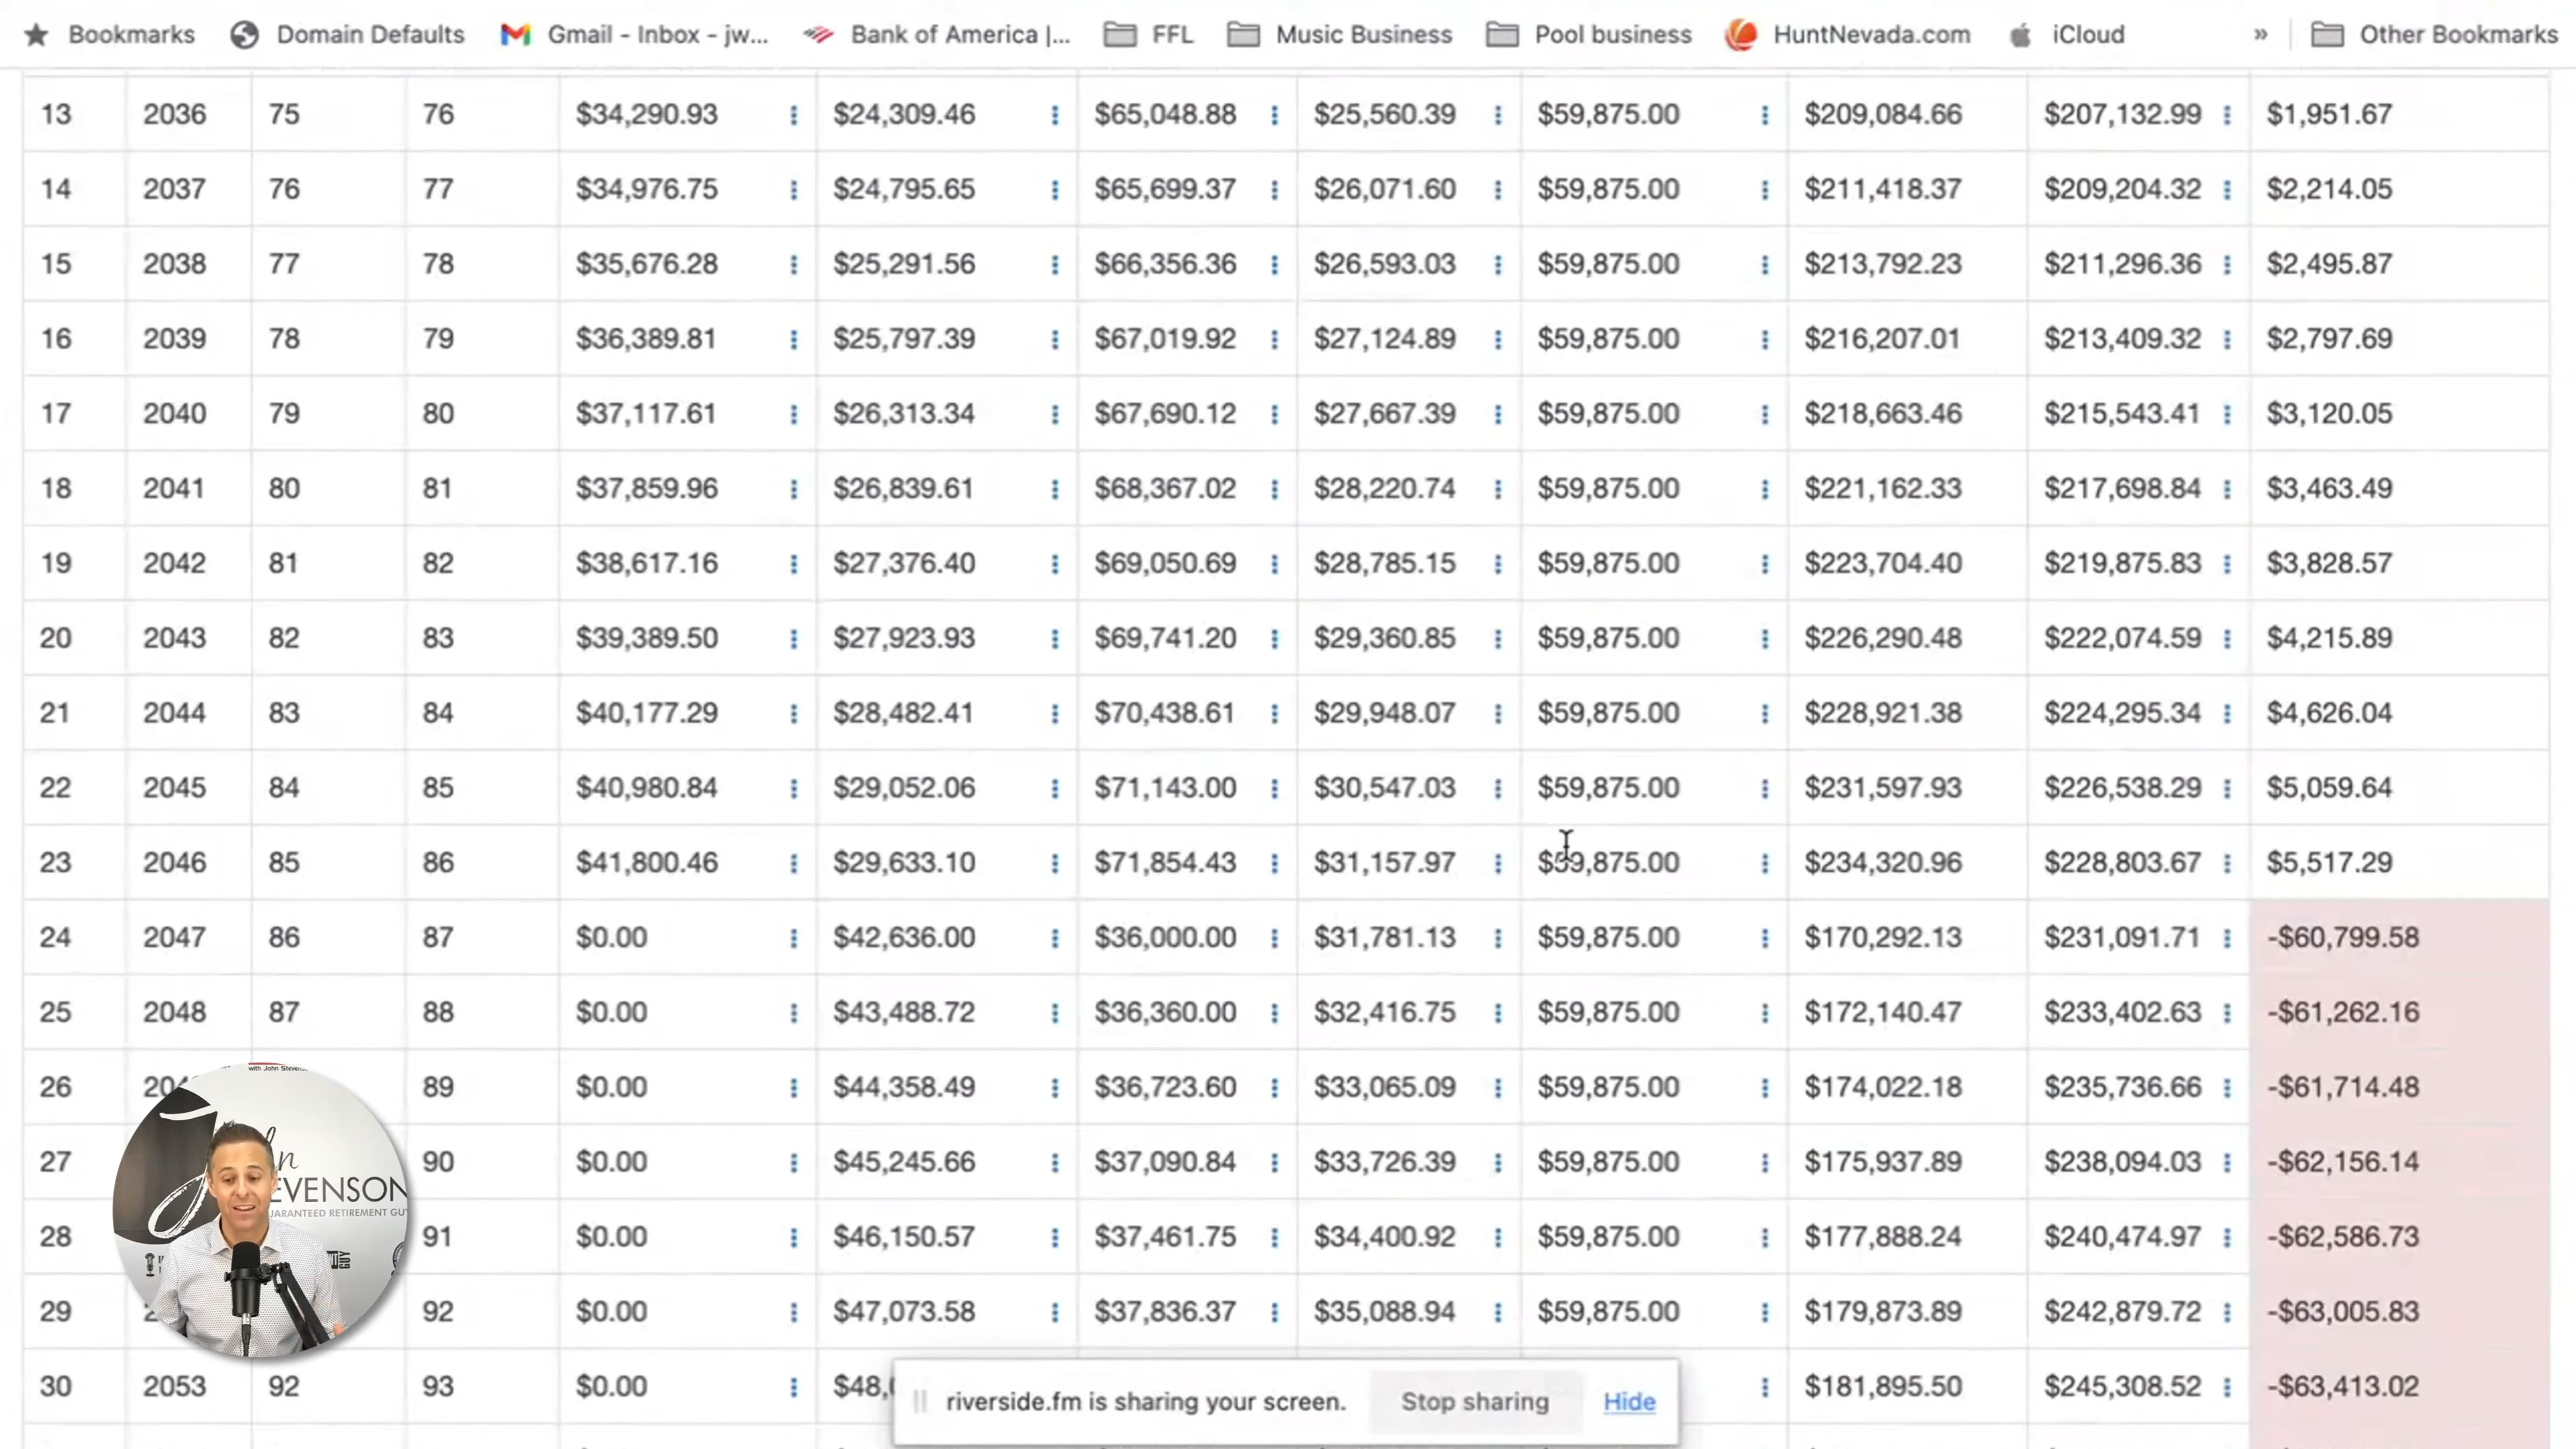 Bookmarks Domain Defaults Gmail - Inbox - jw... Bank of America |... FFL Music Business Pool business HuntNevada.com iCloud » Other Bookmarks
13 2036 75 76 $34,290.93 $24,309.46 $65,048.88 $25,560.39 $59,875.00 $209,084.66 $207,132.99 $1,951.67
14 2037 76 77 $34,976.75 $24,795.65 $65,699.37 $26,071.60 $59,875.00 $211,418.37 $209,204.32 $2,214.05
15 2038 77 78 $35,676.28 $25,291.56 $66,356.36 $26,593.03 $59,875.00 $213,792.23 $211,296.36 $2,495.87
16 2039 78 79 $36,389.81 $25,797.39 $67,019.92 $27,124.89 $59,875.00 $216,207.01 $213,409.32 $2,797.69
17 2040 79 80 $37,117.61 $26,313.34 $67,690.12 $27,667.39 $59,875.00 $218,663.46 $215,543.41 $3,120.05
18 2041 80 81 $37,859.96 $26,839.61 $68,367.02 $28,220.74 $59,875.00 $221,162.33 $217,698.84 $3,463.49
19 2042 81 82 $38,617.16 $27,376.40 $69,050.69 $28,785.15 $59,875.00 $223,704.40 $219,875.83 $3,828.57
20 2043 82 83 $39,389.50 $27,923.93 $69,741.20 $29,360.85 $59,875.00 $226,290.48 $222,074.59 $4,215.89
21 2044 83 84 $40,177.29 $28,482.41 $70,438.61 $29,948.07 $59,875.00 $228,921.38 $224,295.34 $4,626.04
22 2045 84 85 $40,980.84 $29,052.06 $71,143.00 $30,547.03 $59,875.00 $231,597.93 $226,538.29 $5,059.64
23 2046 85 86 $41,800.46 $29,633.10 $71,854.43 $31,157.97 $59,875.00 $234,320.96 $228,803.67 $5,517.29
24 2047 86 87 $0.00 $42,636.00 $36,000.00 $31,781.13 $59,875.00 $170,292.13 $231,091.71 -$60,799.58
25 2048 87 88 $0.00 $43,488.72 $36,360.00 $32,416.75 $59,875.00 $172,140.47 $233,402.63 -$61,262.16
26 204 89 $0.00 $44,358.49 $36,723.60 $33,065.09 $59,875.00 $174,022.18 $235,736.66 -$61,714.48
27 90 $0.00 $45,245.66 $37,090.84 $33,726.39 $59,875.00 $175,937.89 $238,094.03 -$62,156.14
28 91 $0.00 $46,150.57 $37,461.75 $34,400.92 $59,875.00 $177,888.24 $240,474.97 -$62,586.73
29 2 92 $0.00 $47,073.58 $37,836.37 $35,088.94 $59,875.00 $179,873.89 $242,879.72 -$63,005.83
30 2053 92 93 $0.00 $48, $181,895.50 $245,308.52 -$63,413.02
with John Steven
EVENSON
UARANTEED RETIREMENT GUY
GUY
riverside.fm is sharing your screen. Stop sharing Hide